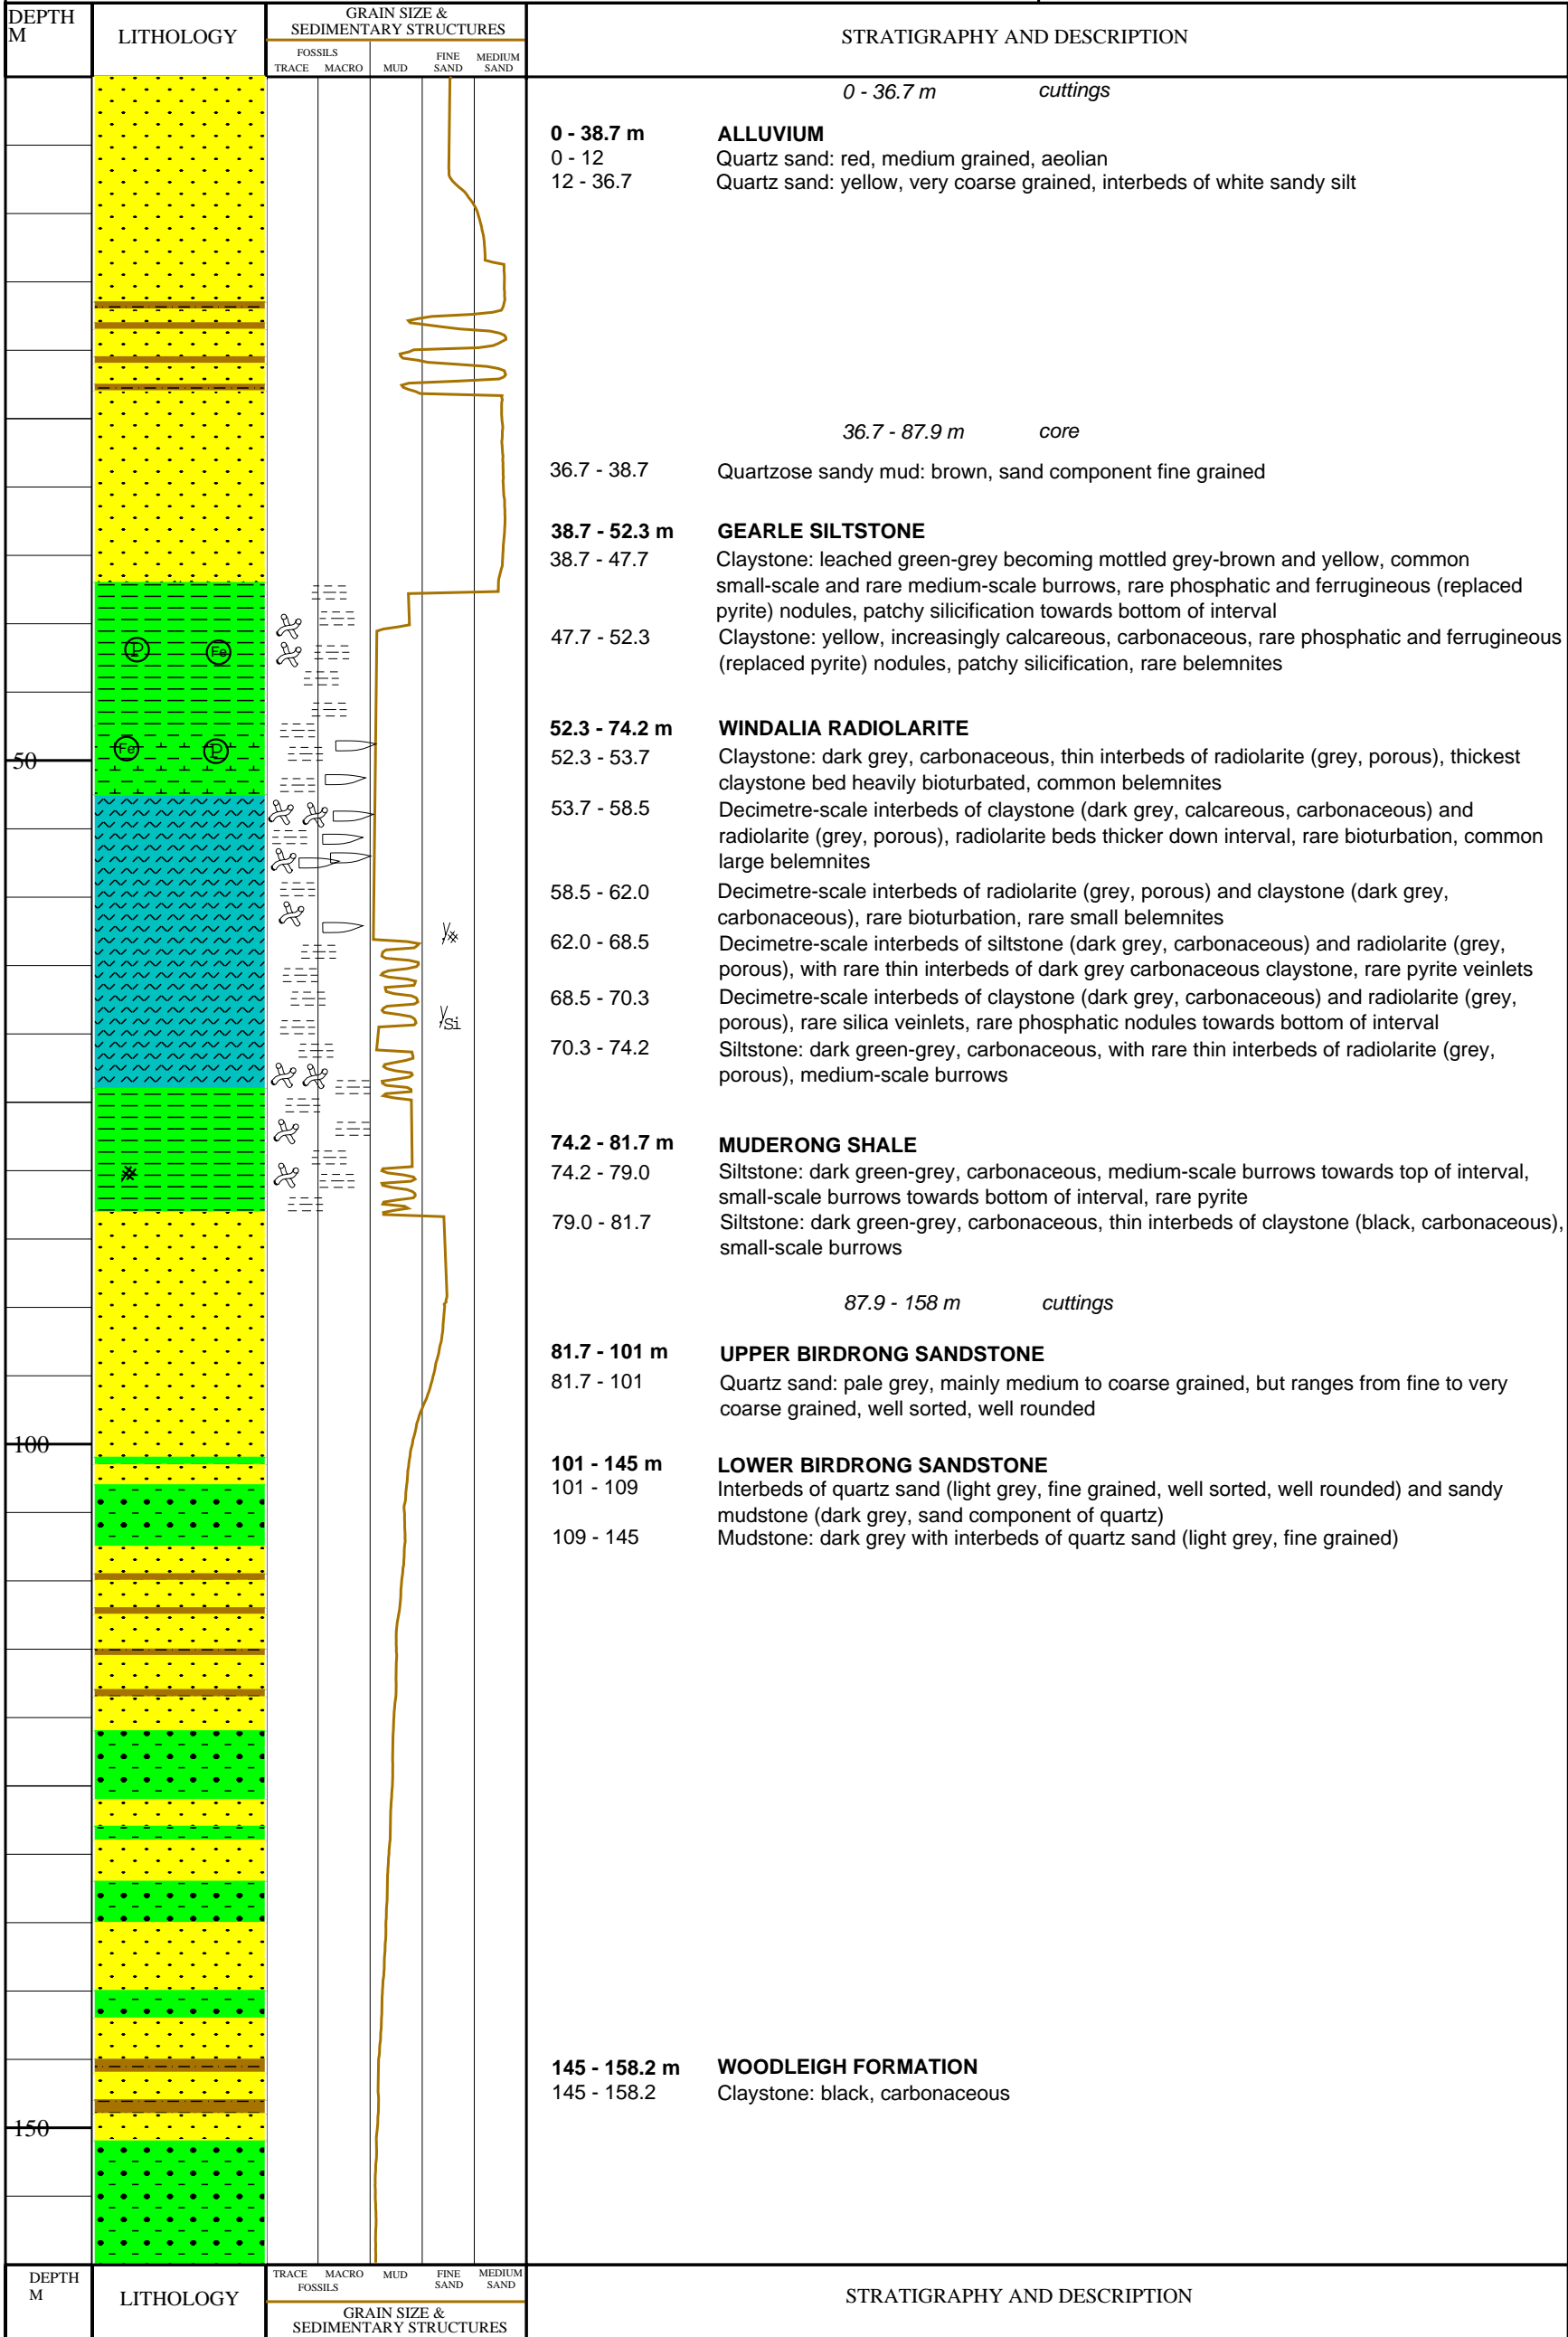 DEPTH
M
LITHOLOGY
GRAIN SIZE &
SEDIMENTARY STRUCTURES
FOSSILS
TRACE MACRO MUD FINE SAND MEDIUM SAND
STRATIGRAPHY AND DESCRIPTION
0 - 36.7 m cuttings
0 - 38.7 m ALLUVIUM
0 - 12 Quartz sand: red, medium grained, aeolian
12 - 36.7 Quartz sand: yellow, very coarse grained, interbeds of white sandy silt
36.7 - 87.9 m core
36.7 - 38.7 Quartzose sandy mud: brown, sand component fine grained
38.7 - 52.3 m GEARLE SILTSTONE
38.7 - 47.7 Claystone: leached green-grey becoming mottled grey-brown and yellow, common
small-scale and rare medium-scale burrows, rare phosphatic and ferrugineous (replaced
pyrite) nodules, patchy silicification towards bottom of interval
47.7 - 52.3 Claystone: yellow, increasingly calcareous, carbonaceous, rare phosphatic and ferrugineous
(replaced pyrite) nodules, patchy silicification, rare belemnites
P Fe
Fe P
50
52.3 - 74.2 m WINDALIA RADIOLARITE
52.3 - 53.7 Claystone: dark grey, carbonaceous, thin interbeds of radiolarite (grey, porous), thickest
claystone bed heavily bioturbated, common belemnites
53.7 - 58.5 Decimetre-scale interbeds of claystone (dark grey, calcareous, carbonaceous) and
radiolarite (grey, porous), radiolarite beds thicker down interval, rare bioturbation, common
large belemnites
58.5 - 62.0 Decimetre-scale interbeds of radiolarite (grey, porous) and claystone (dark grey,
carbonaceous), rare bioturbation, rare small belemnites
62.0 - 68.5 Decimetre-scale interbeds of siltstone (dark grey, carbonaceous) and radiolarite (grey,
porous), with rare thin interbeds of dark grey carbonaceous claystone, rare pyrite veinlets
68.5 - 70.3 Decimetre-scale interbeds of claystone (dark grey, carbonaceous) and radiolarite (grey,
porous), rare silica veinlets, rare phosphatic nodules towards bottom of interval
Si
70.3 - 74.2 Siltstone: dark green-grey, carbonaceous, with rare thin interbeds of radiolarite (grey,
porous), medium-scale burrows
74.2 - 81.7 m MUDERONG SHALE
74.2 - 79.0 Siltstone: dark green-grey, carbonaceous, medium-scale burrows towards top of interval,
small-scale burrows towards bottom of interval, rare pyrite
79.0 - 81.7 Siltstone: dark green-grey, carbonaceous, thin interbeds of claystone (black, carbonaceous),
small-scale burrows
87.9 - 158 m cuttings
81.7 - 101 m UPPER BIRDRONG SANDSTONE
81.7 - 101 Quartz sand: pale grey, mainly medium to coarse grained, but ranges from fine to very
coarse grained, well sorted, well rounded
100
101 - 145 m LOWER BIRDRONG SANDSTONE
101 - 109 Interbeds of quartz sand (light grey, fine grained, well sorted, well rounded) and sandy
mudstone (dark grey, sand component of quartz)
109 - 145 Mudstone: dark grey with interbeds of quartz sand (light grey, fine grained)
145 - 158.2 m WOODLEIGH FORMATION
145 - 158.2 Claystone: black, carbonaceous
150
DEPTH
M
LITHOLOGY
TRACE MACRO MUD FINE SAND MEDIUM SAND
FOSSILS
GRAIN SIZE &
SEDIMENTARY STRUCTURES
STRATIGRAPHY AND DESCRIPTION